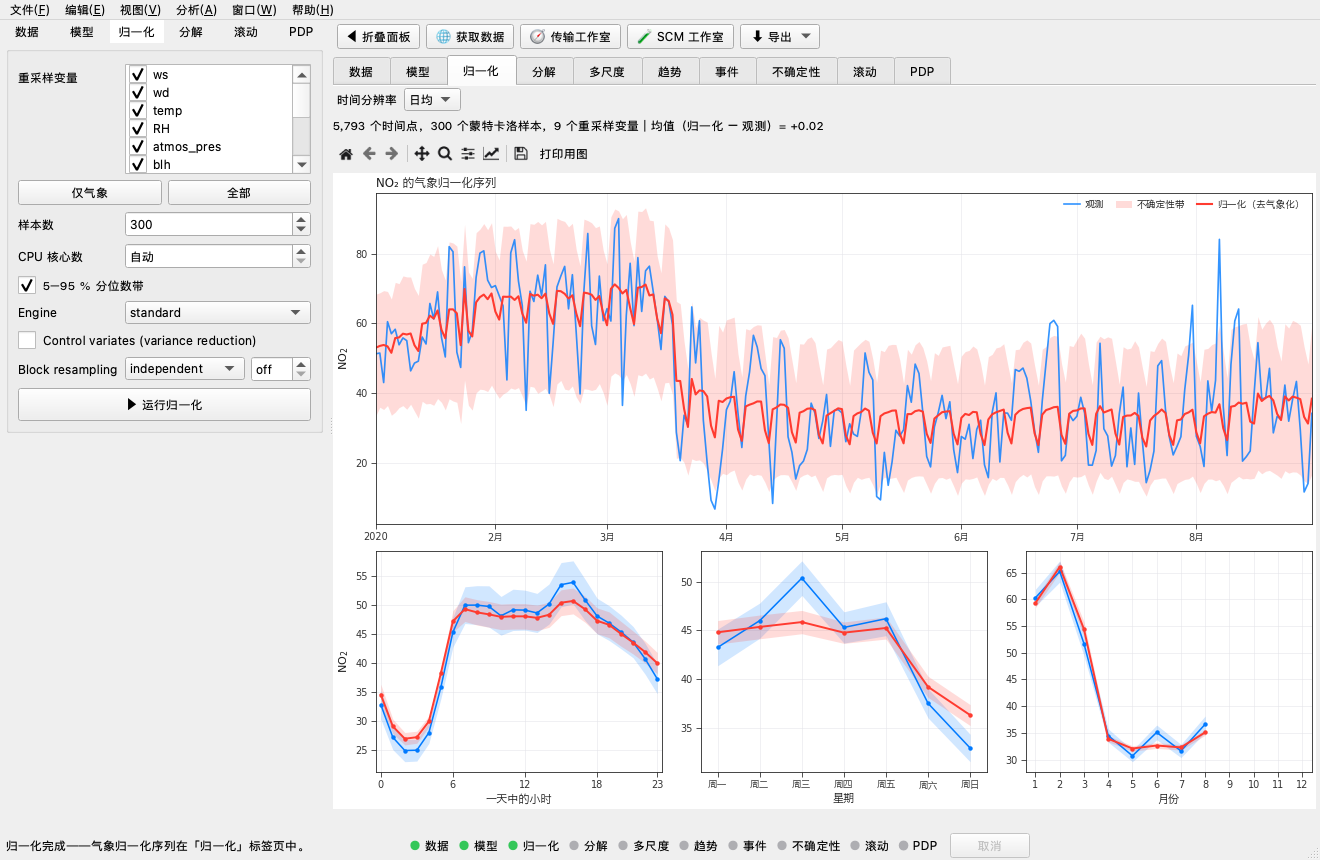 文件(F) 编辑(E) 视图(V) 分析(A) 窗口(W) 帮助(H)
数据 模型 归一化 分解 滚动 PDP
折叠面板 获取数据 传输工作室 SCM 工作室 导出
重采样变量
ws
wd
temp
RH
atmos_pres
blh
仅气象 全部
样本数 300
CPU 核心数 自动
5—95 % 分位数带
Engine standard
Control variates (variance reduction)
Block resampling independent off
运行归一化
数据 模型 归一化 分解 多尺度 趋势 事件 不确定性 滚动 PDP
时间分辨率 日均
5,793 个时间点，300 个蒙特卡洛样本，9 个重采样变量 | 均值（归一化 − 观测）= +0.02
打印用图
NO₂ 的气象归一化序列
观测 不确定性带 归一化（去气象化）
NO₂
80
60
40
20
2020 2月 3月 4月 5月 6月 7月 8月
NO₂
55
50
45
40
35
30
25
0 6 12 18 23
一天中的小时
50
45
40
35
周一 周二 周三 周四 周五 周六 周日
星期
65
60
55
50
45
40
35
30
1 2 3 4 5 6 7 8 9 10 11 12
月份
归一化完成——气象归一化序列在「归一化」标签页中。
数据 模型 归一化 分解 多尺度 趋势 事件 不确定性 滚动 PDP 取消